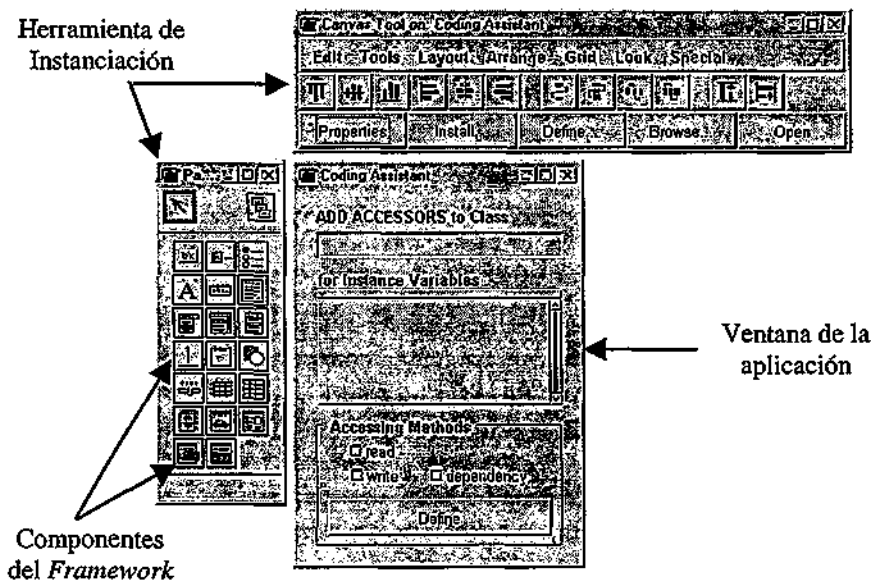 Herramienta de
Instanciación
Canvas Tool on: Coding Assistant
Edit Tools Layout Arrange Grid Look Special
Properties Install Define Browse Open
Pa...
Coding Assistant
ADD ACCESSORS to Class
for Instance Variables
Accessing Methods
read
write dependency
Define
Ventana de la
aplicación
Componentes
del Framework